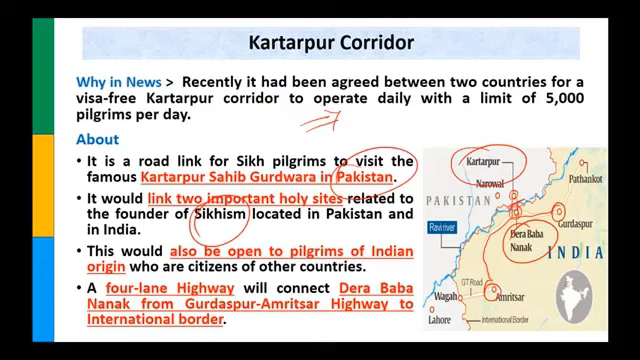 Kartarpur Corridor
Why in News > Recently it had been agreed between two countries for a
visa-free Kartarpur corridor to operate daily with a limit of 5,000
pilgrims per day.
About
• It is a road link for Sikh pilgrims to visit the
famous Kartarpur Sahib Gurdwara in Pakistan.
• It would link two important holy sites related to
the founder of Sikhism located in Pakistan and
in India.
• This would also be open to pilgrims of Indian
origin who are citizens of other countries.
• A four-lane Highway will connect Dera Baba
Nanak from Gurdaspur-Amritsar Highway to
International border.
Kartarpur
Pathankot
Narowal
PAKISTAN
Gurdaspur
Ravi river
Dera Baba
Nanak
INDIA
GT Road
Wagah
Amritsar
Lahore
International Border